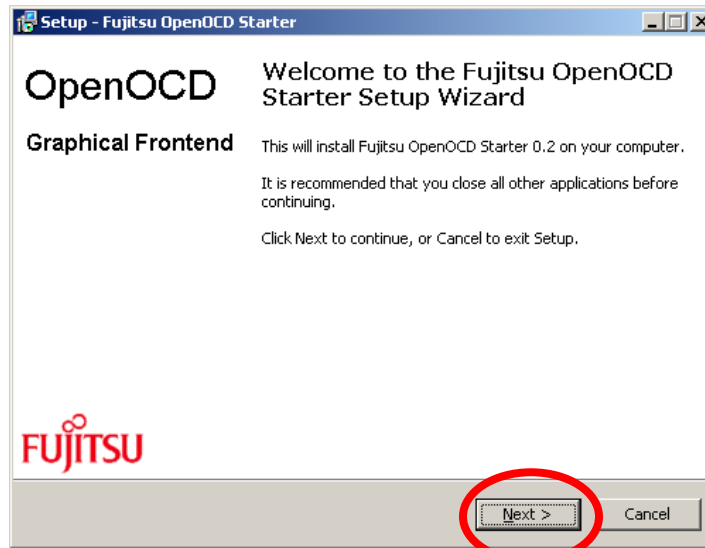 Setup - Fujitsu OpenOCD Starter
OpenOCD
Graphical Frontend
Welcome to the Fujitsu OpenOCD
Starter Setup Wizard
This will install Fujitsu OpenOCD Starter 0.2 on your computer.
It is recommended that you close all other applications before
continuing.
Click Next to continue, or Cancel to exit Setup.
FUJITSU
Next >
Cancel